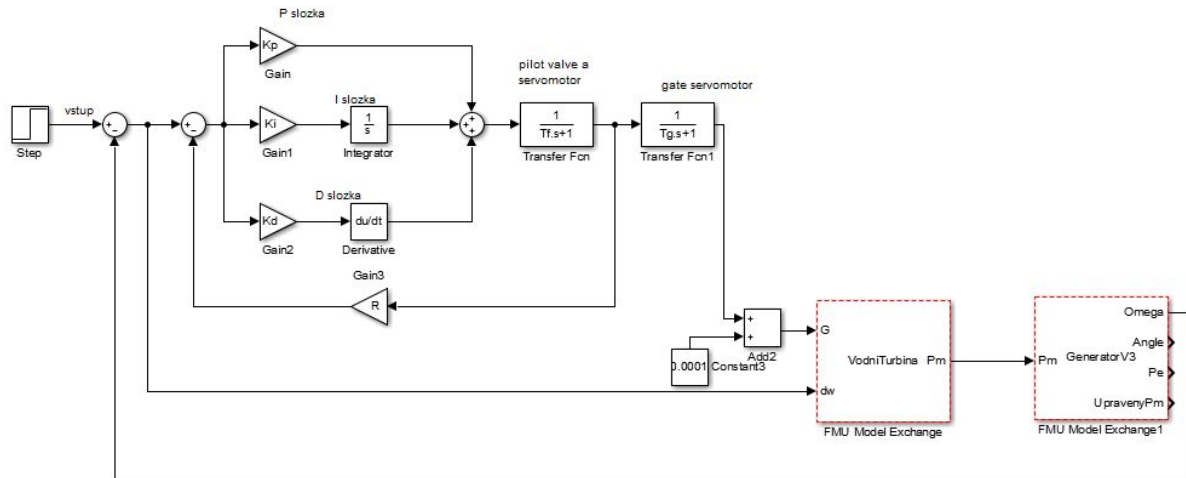 P slozka
Kp
Gain
pilot valve a
servomotor
gate servomotor
vstup
Step
I slozka
Ki
Gain1
1
s
Integrator
1
Tf.s+1
Transfer Fcn
1
Tg.s+1
Transfer Fcn1
D slozka
Kd
Gain2
du/dt
Derivative
Gain3
R
0.0001
Constant3
Add2
G
dw
VodniTurbina
Pm
FMU Model Exchange
Pm
GeneratorV3
Omega
Angle
Pe
UpravenyPm
FMU Model Exchange1